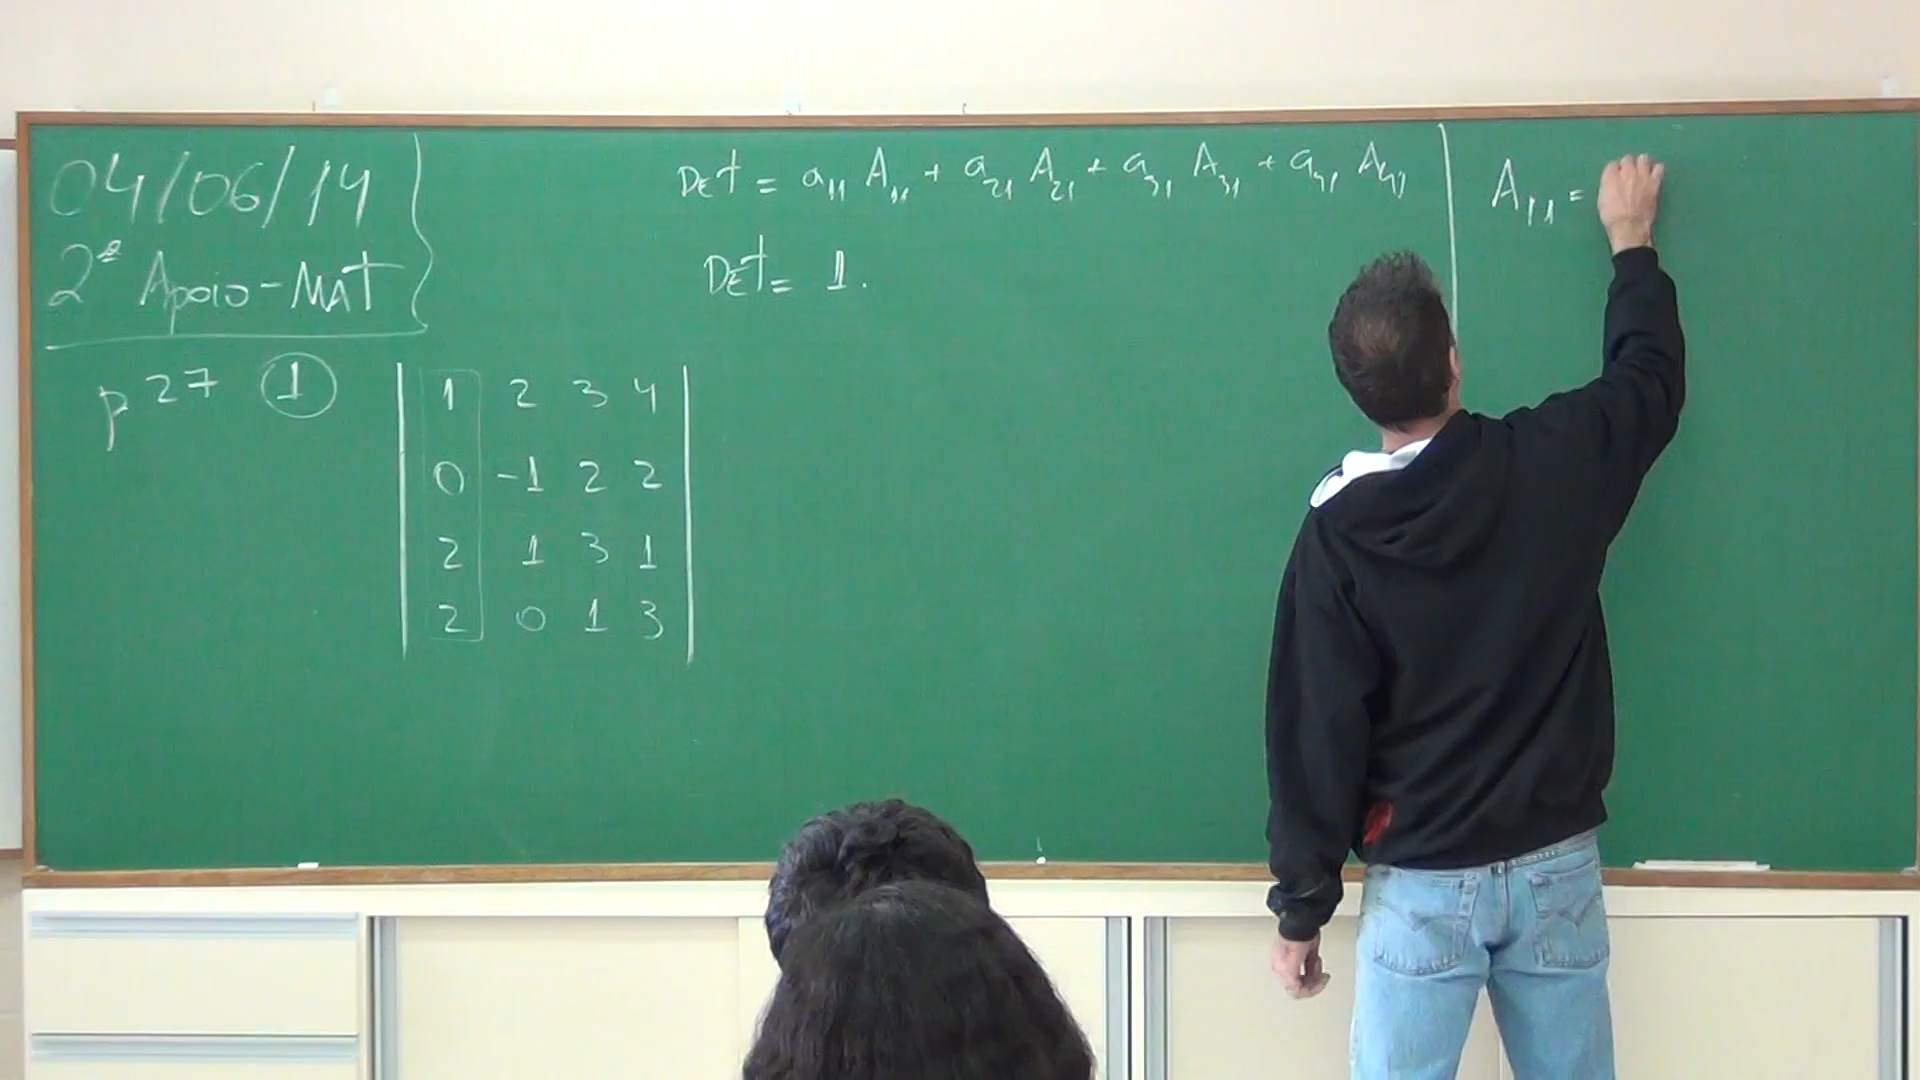 04/06/14
2ª Apoio-MAT
p 27 1
1 2 3 4
0 -1 2 2
2 1 3 1
2 0 1 3
DET = a11 A11 + a21 A21 + a31 A31 + a41 A41
DET = 1 .
A11 =